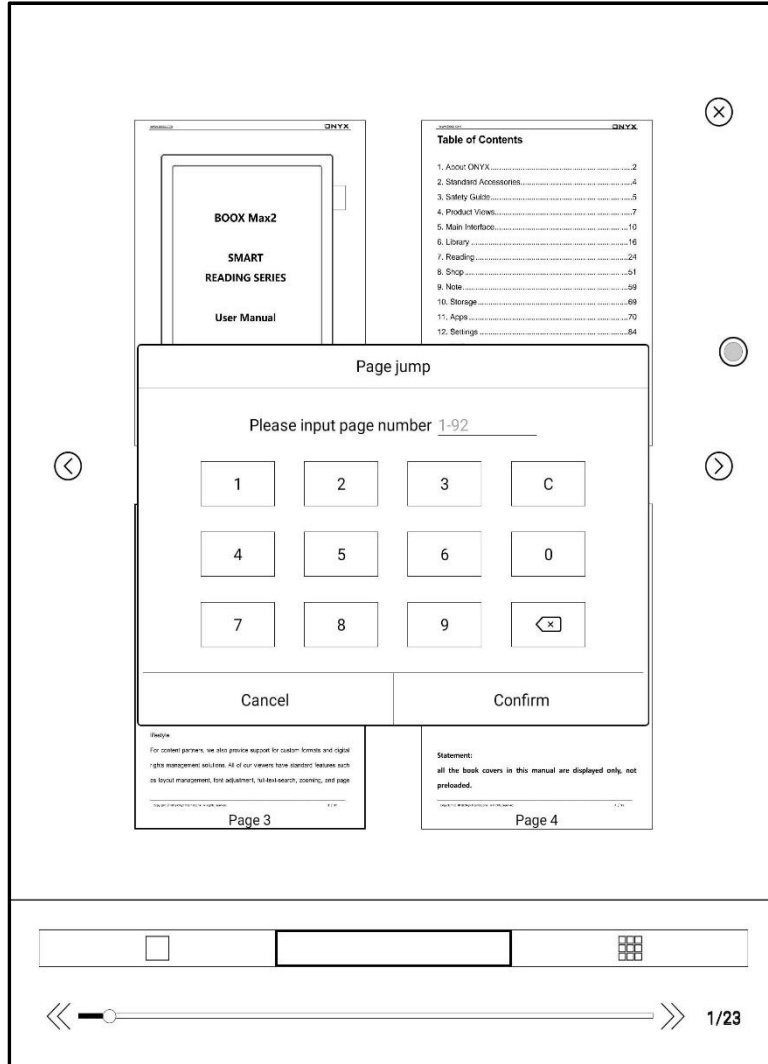 ONYX
BOOX Max2
SMART
READING SERIES
User Manual
ONYX
Table of Contents
1. About ONYX.....2
2. Standard Accessories.....4
3. Safety Guide.....5
4. Product Views.....7
5. Main Interface.....10
6. Library.....16
7. Reading.....24
8. Shop.....51
9. Note.....59
10. Storage.....69
11. Apps.....70
12. Settings.....84
Page jump
Please input page number 1-92
1 2 3 C
4 5 6 0
7 8 9
Cancel Confirm
lifestyle
For content partners, we also provide support for custom formats and digital
rights management solutions. All of our viewers have standard features such
as layout management, font adjustment, full-text-search, zooming, and page
Page 3
Statement:
all the book covers in this manual are displayed only, not
preloaded.
Page 4
1/23